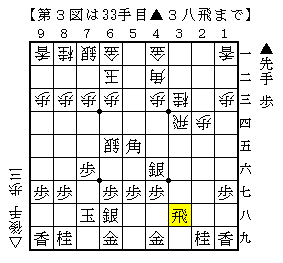 【第３図は33手目▲３八飛まで】
９ ８ ７ ６ ５ ４ ３ ２ １
香 桂 銀 金 金 香 一
玉 角 二
歩 歩 歩 歩 歩 歩 桂 歩 三
飛 歩 四
銀 角 五
歩 銀 六
歩 歩 歩 歩 歩 歩 七
玉 銀 飛 八
香 桂 金 金 桂 香 九
▲先手 歩
△後手 歩三